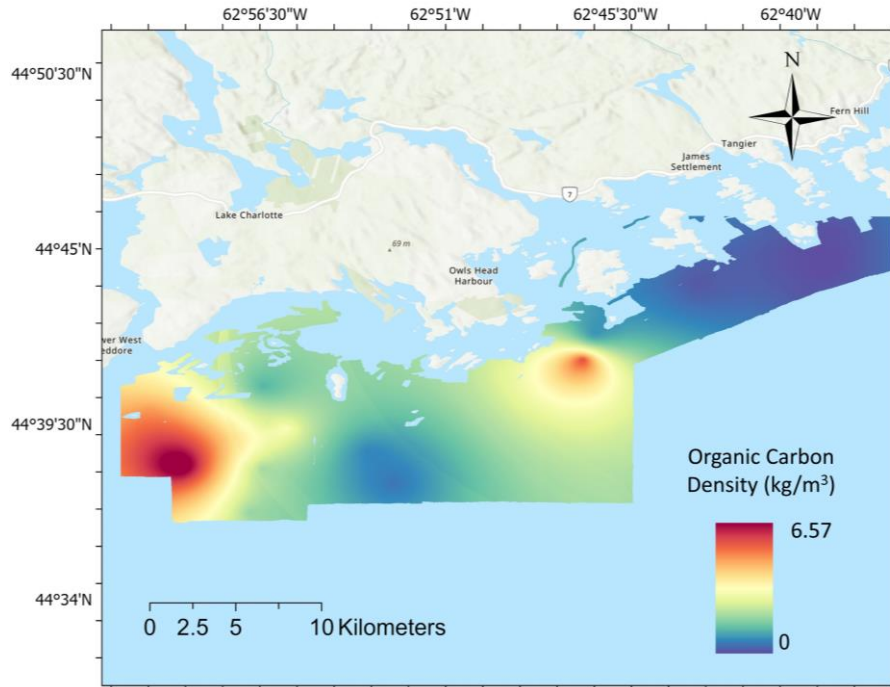 62°56'30"W 62°51'W 62°45'30"W 62°40'W
44°50'30"N
N
Fern Hill
Tangier
James
Settlement
7
Lake Charlotte
44°45'N
69 m
Owls Head
Harbour
wer West
eddore
44°39'30"N
Organic Carbon
Density (kg/m³)
6.57
0
44°34'N
0 2.5 5 10 Kilometers